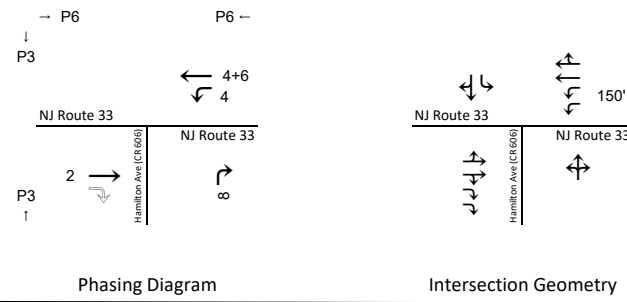 → P6
P6 ←
↓
P3
← 4+6
4
NJ Route 33
NJ Route 33
Hamilton Ave (CR 606)
2
8
P3
↑
Phasing Diagram
150'
NJ Route 33
NJ Route 33
Hamilton Ave (CR 606)
Intersection Geometry